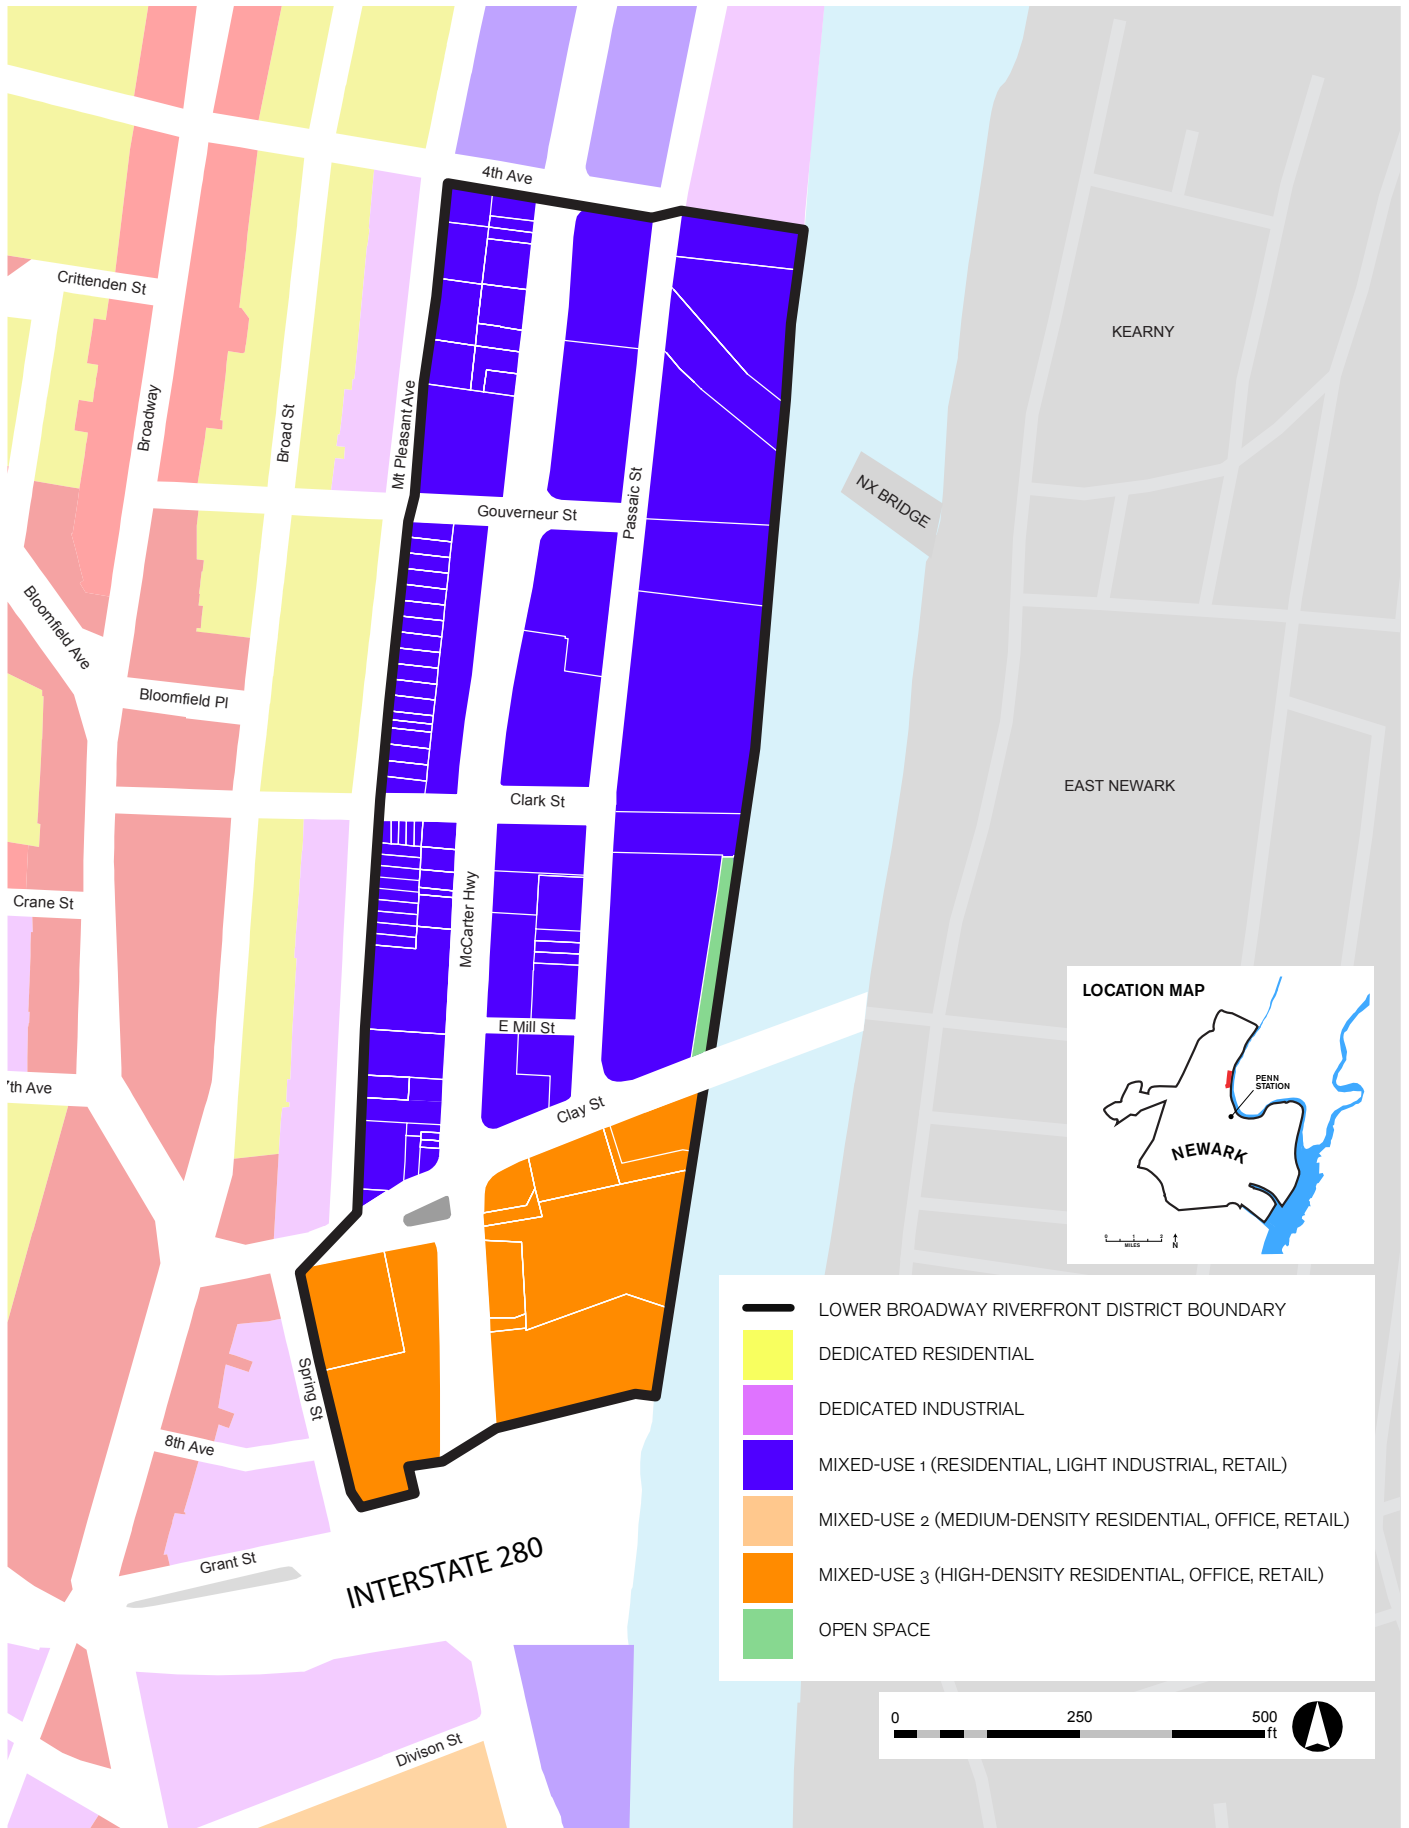 4th Ave
Crittenden St
KEARNY
Broadway
Broad St
Mt Pleasant Ave
Passaic St
NX BRIDGE
Gouverneur St
Bloomfield Ave
Bloomfield Pl
EAST NEWARK
Clark St
Crane St
McCarter Hwy
LOCATION MAP
E Mill St
7th Ave
PENN
STATION
Clay St
NEWARK
0 1 2
MILES
N
LOWER BROADWAY RIVERFRONT DISTRICT BOUNDARY
DEDICATED RESIDENTIAL
Spring St
DEDICATED INDUSTRIAL
8th Ave
MIXED-USE 1 (RESIDENTIAL, LIGHT INDUSTRIAL, RETAIL)
MIXED-USE 2 (MEDIUM-DENSITY RESIDENTIAL, OFFICE, RETAIL)
Grant St
INTERSTATE 280
MIXED-USE 3 (HIGH-DENSITY RESIDENTIAL, OFFICE, RETAIL)
OPEN SPACE
0 250 500
ft
Divison St